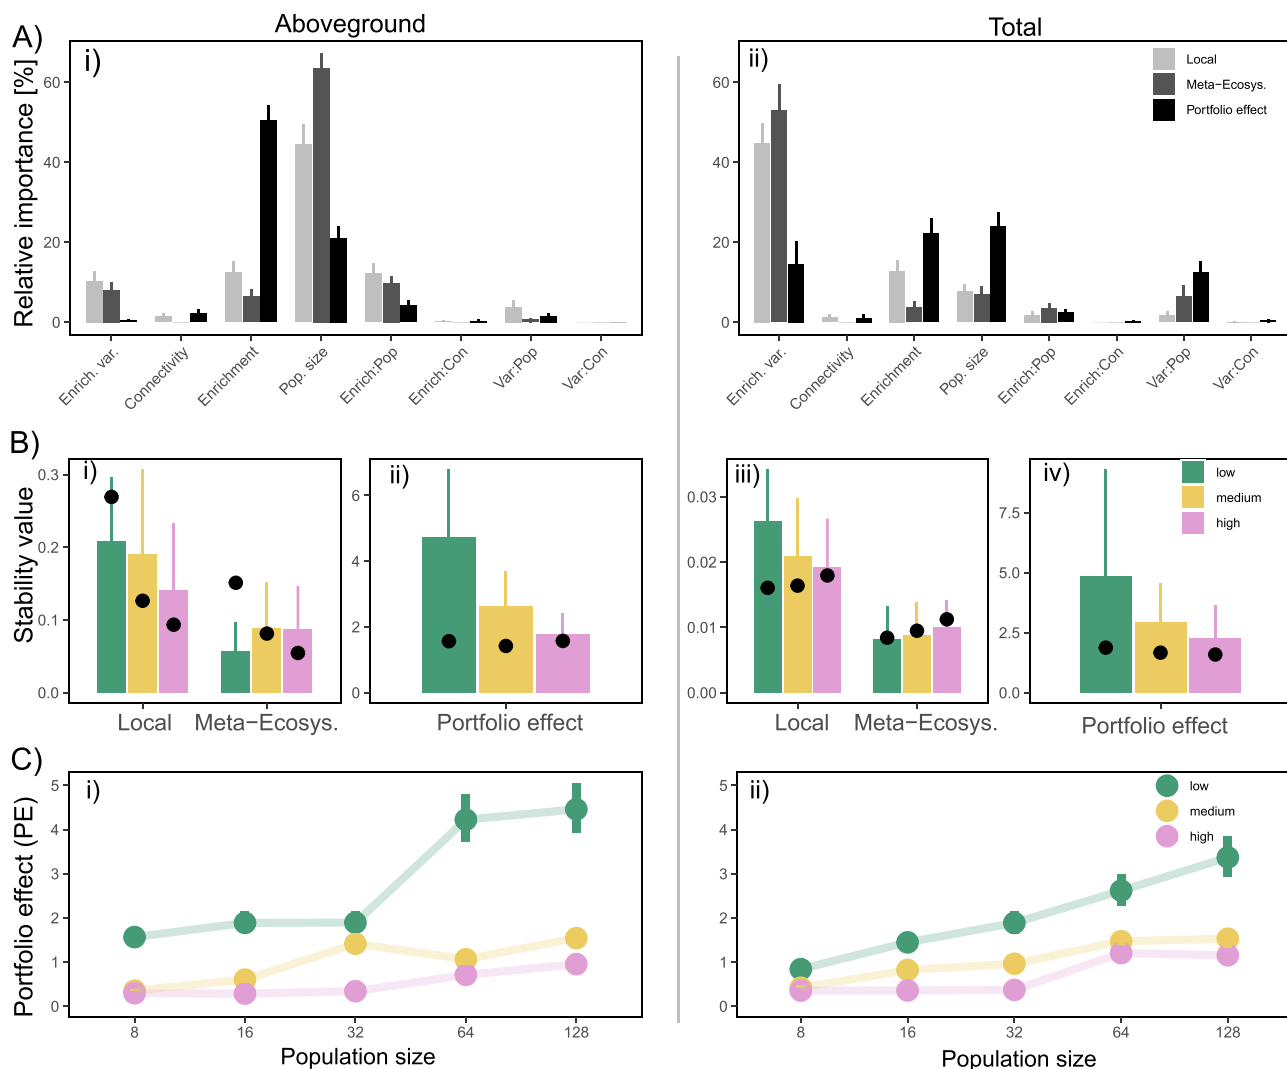 Aboveground
Total
A)
Relative importance [%]
i)
60
40
20
0
Enrich. var.
Connectivity
Enrichment
Pop. size
Enrich:Pop
Enrich:Con
Var:Pop
Var:Con
ii)
60
40
20
0
Local
Meta−Ecosys.
Portfolio effect
Enrich. var.
Connectivity
Enrichment
Pop. size
Enrich:Pop
Enrich:Con
Var:Pop
Var:Con
B)
Stability value
i)
0.3
0.2
0.1
0.0
Local
Meta−Ecosys.
ii)
6
4
2
0
Portfolio effect
iii)
0.03
0.02
0.01
0.00
Local
Meta−Ecosys.
iv)
7.5
5.0
2.5
0.0
low
medium
high
Portfolio effect
C)
Portfolio effect (PE)
i)
5
4
3
2
1
0
8
16
32
64
128
Population size
ii)
5
4
3
2
1
0
low
medium
high
8
16
32
64
128
Population size